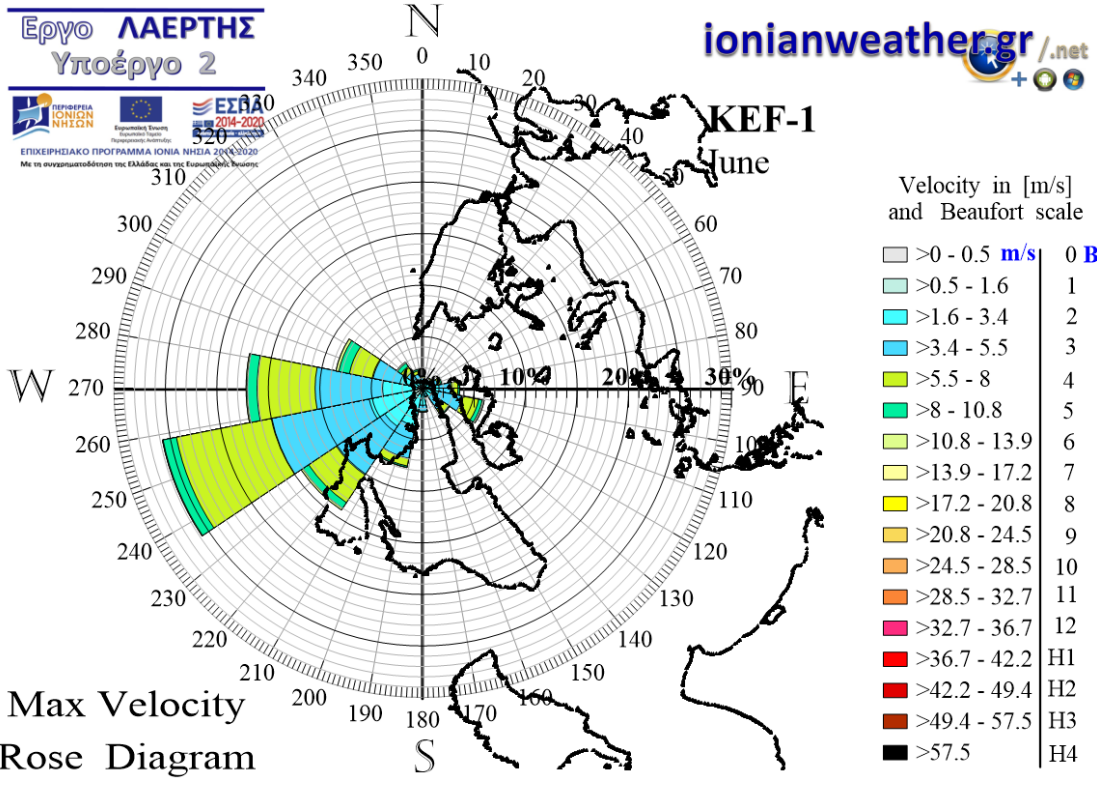 Εργο ΛΑΕΡΤΗΣ
Υποέργο 2
ΠΕΡΙΦΕΡΕΙΑ
ΙΟΝΙΩΝ
ΝΗΣΙΩΝ
Ευρωπαϊκή Ένωση
Ευρωπαϊκό Ταμείο
Περιφερειακής Ανάπτυξης
ΕΣΠΑ
2014-2020
ΕΠΙΧΕΙΡΗΣΙΑΚΟ ΠΡΟΓΡΑΜΜΑ ΙΟΝΙΑ ΝΗΣΙΑ 2014-2020
Με τη συγχρηματοδότηση της Ελλάδας και της Ευρωπαϊκής Ένωσης
ionianweather.gr /.net
+
KEF-1
June
N
0
10
20
30
40
50
60
70
80
90
E
100
110
120
130
140
150
160
170
180
S
190
200
210
220
230
240
250
260
270
W
280
290
300
310
320
330
340
350
0% 10% 20% 30%
Velocity in [m/s]
and Beaufort scale
>0 - 0.5 m/s 0 B
>0.5 - 1.6 1
>1.6 - 3.4 2
>3.4 - 5.5 3
>5.5 - 8 4
>8 - 10.8 5
>10.8 - 13.9 6
>13.9 - 17.2 7
>17.2 - 20.8 8
>20.8 - 24.5 9
>24.5 - 28.5 10
>28.5 - 32.7 11
>32.7 - 36.7 12
>36.7 - 42.2 H1
>42.2 - 49.4 H2
>49.4 - 57.5 H3
>57.5 H4
Max Velocity
Rose Diagram